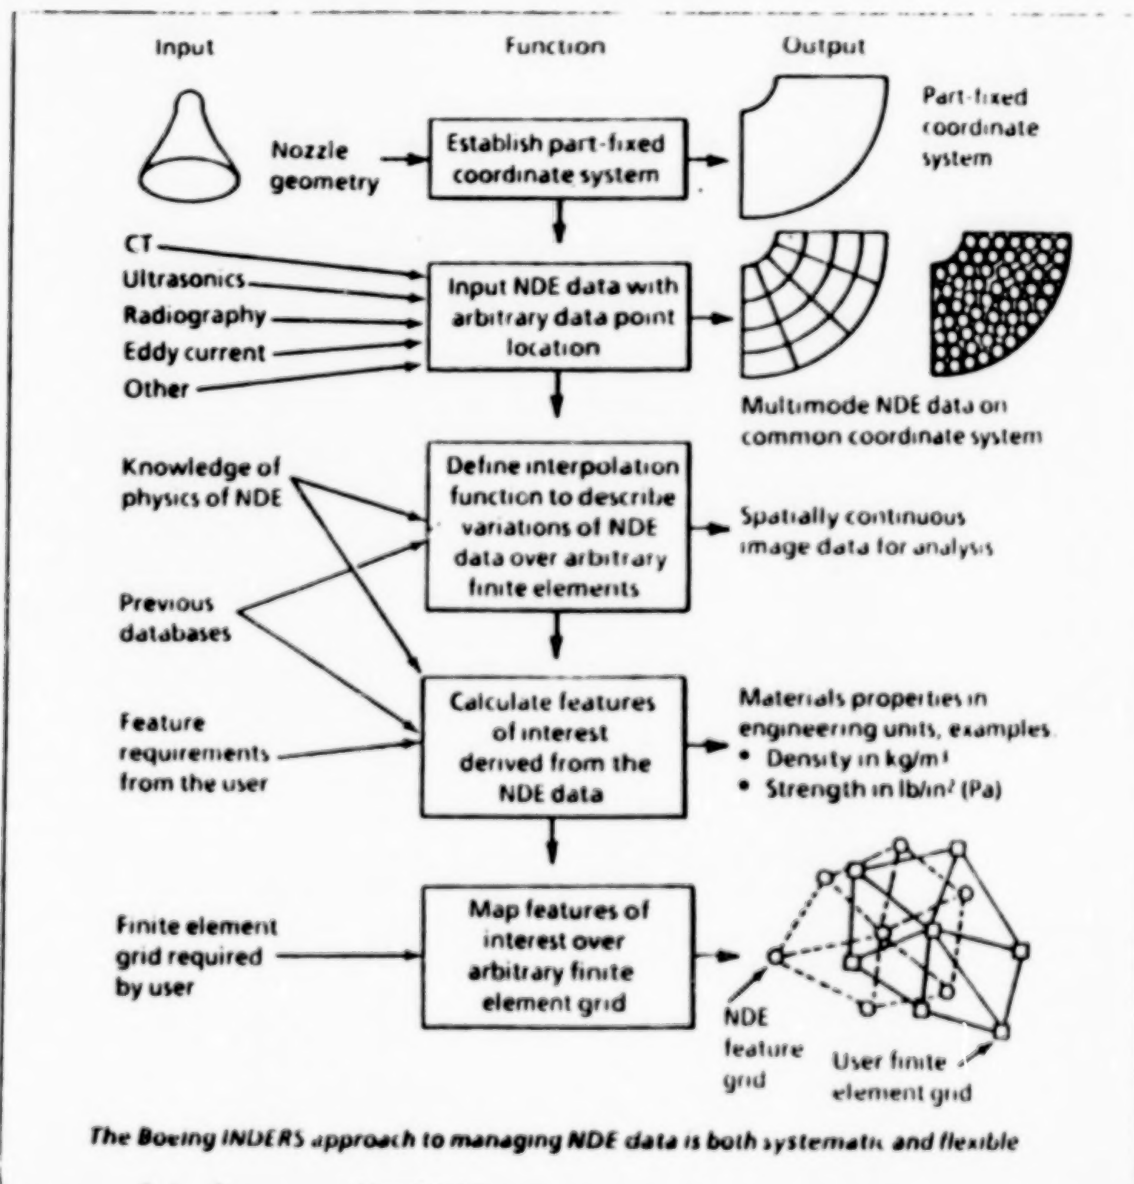 Input
Function
Output
Nozzle
geometry
Establish part-fixed
coordinate system
Part-fixed
coordinate
system
CT
Ultrasonics
Radiography
Eddy current
Other
Input NDE data with
arbitrary data point
location
Multimode NDE data on
common coordinate system
Knowledge of
physics of NDE
Previous
databases
Define interpolation
function to describe
variations of NDE
data over arbitrary
finite elements
Spatially continuous
image data for analysis
Feature
requirements
from the user
Calculate features
of interest
derived from the
NDE data
Materials properties in
engineering units, examples.
• Density in kg/m³
• Strength in lb/in² (Pa)
Finite element
grid required
by user
Map features of
interest over
arbitrary finite
element grid
NDE
feature
grid
User finite
element grid
The Boeing INDERS approach to managing NDE data is both systematic and flexible